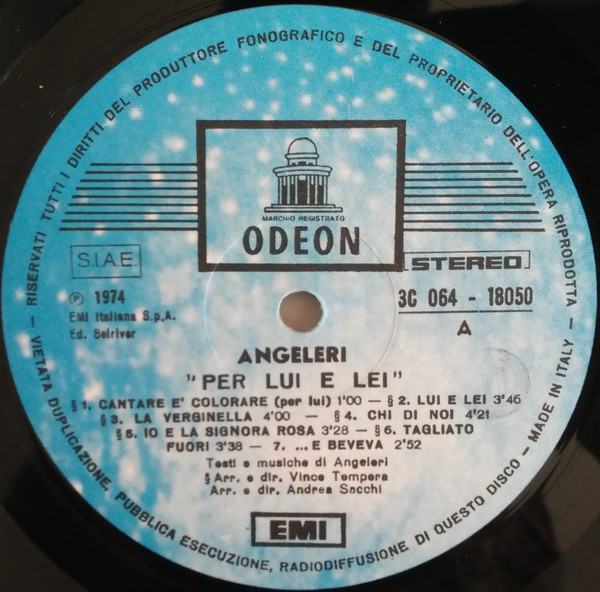 RISERVATI TUTTI I DIRITTI DEL PRODUTTORE FONOGRAFICO E DEL PROPRIETARIO DELL'OPERA RIPRODOTTA
MARCHIO REGISTRATO
ODEON
S.I.A.E.
STEREO
Ⓟ 1974
EMI Italiana S.p.A.
Ed. Belriver
3C 064 - 18050
A
ANGELERI
"PER LUI E LEI"
§1. CANTARE E' COLORARE (per lui) 1'00 — §2. LUI E LEI 3'46
§3. LA VERGINELLA 4'00 — §4. CHI DI NOI 4'21
§5. IO E LA SIGNORA ROSA 3'28 — §6. TAGLIATO
FUORI 3'38 — 7. ...E BEVEVA 2'52
Testi e musiche di Angeleri
§ Arr. e dir. Vince Tempera
Arr. e dir. Andrea Sacchi
EMI
— VIETATA DUPLICAZIONE, PUBBLICA ESECUZIONE, RADIODIFFUSIONE DI QUESTO DISCO — MADE IN ITALY —